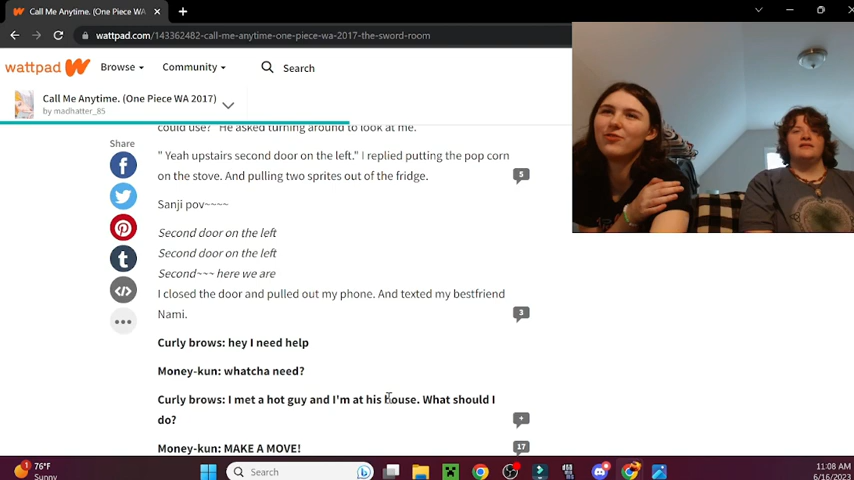 Call Me Anytime. (One Piece WA
wattpad.com/143362482-call-me-anytime-one-piece-wa-2017-the-sword-room
wattpad
Browse
Community
Search
Call Me Anytime. (One Piece WA 2017)
by madhatter_85
Share
could use?" He asked turning around to look at me.
" Yeah upstairs second door on the left." I replied putting the pop corn
on the stove. And pulling two sprites out of the fridge.
5
Sanji pov~~~~
Second door on the left
Second door on the left
Second~~~ here we are
I closed the door and pulled out my phone. And texted my bestfriend
Nami.
3
Curly brows: hey I need help
Money-kun: whatcha need?
Curly brows: I met a hot guy and I'm at his house. What should I
do?
+
Money-kun: MAKE A MOVE!
17
76°F
Sunny
Search
11:08 AM
6/16/2023